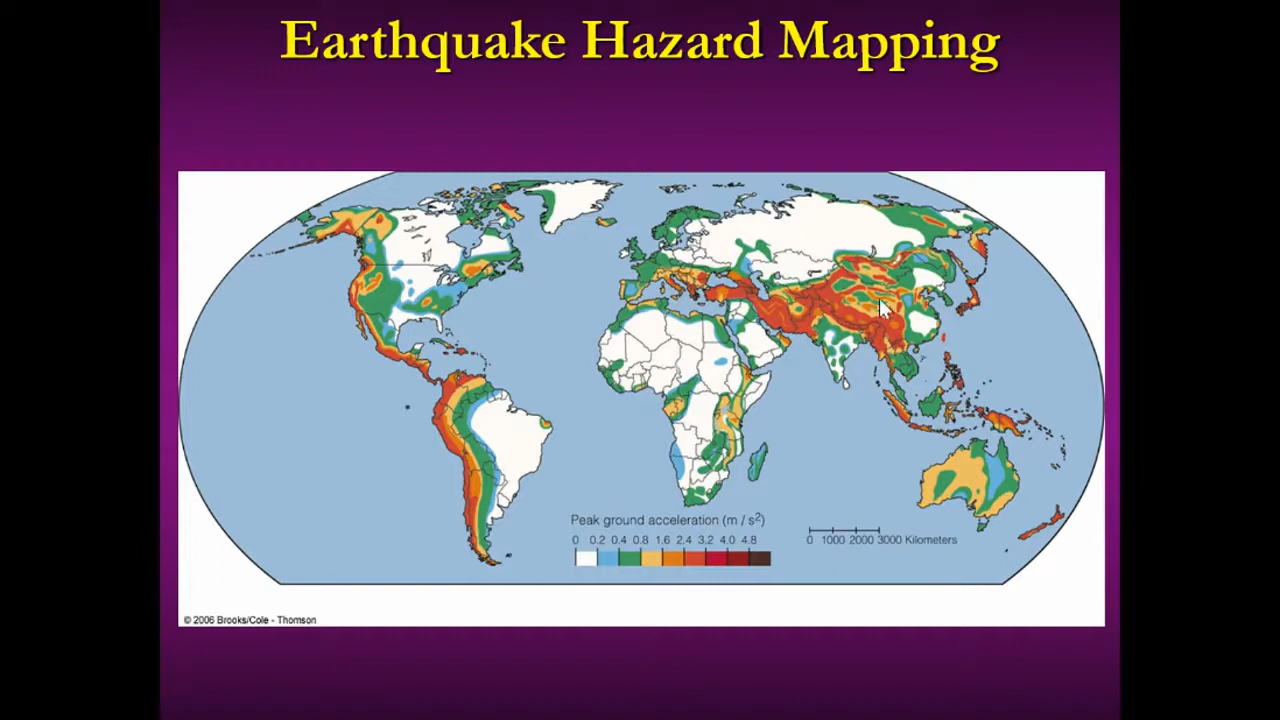 Earthquake Hazard Mapping
Peak ground acceleration (m / s²)
0 0.2 0.4 0.8 1.6 2.4 3.2 4.0 4.8
0 1000 2000 3000 Kilometers
© 2006 Brooks/Cole - Thomson